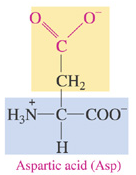 O O⁻
C
CH₂
H₃N⁺—C—COO⁻
H
Aspartic acid (Asp)